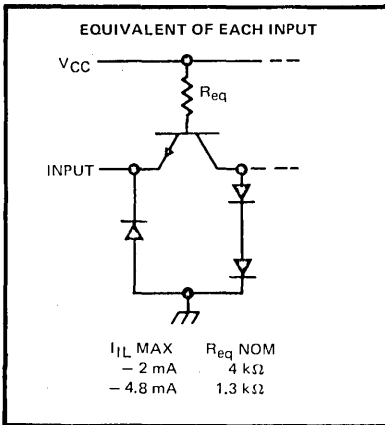 EQUIVALENT OF EACH INPUT
VCC
Req
INPUT
IIL MAX Req NOM
− 2 mA 4 kΩ
− 4.8 mA 1.3 kΩ